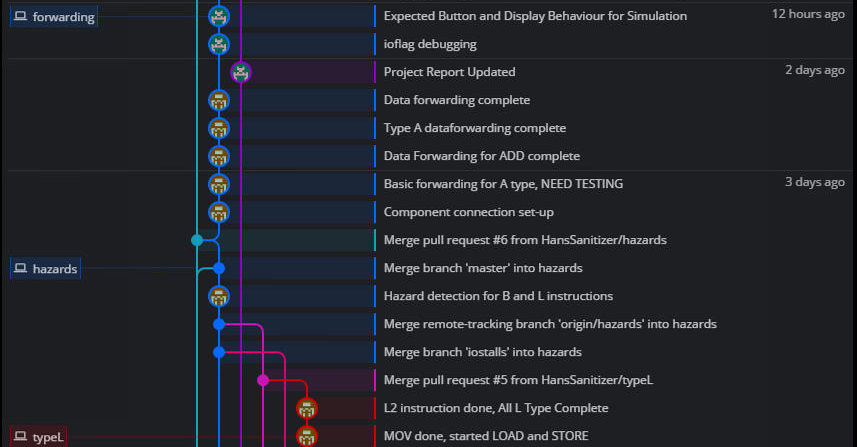 forwarding Expected Button and Display Behaviour for Simulation 12 hours ago
ioflag debugging
Project Report Updated 2 days ago
Data forwarding complete
Type A dataforwarding complete
Data Forwarding for ADD complete
Basic forwarding for A type, NEED TESTING 3 days ago
Component connection set-up
Merge pull request #6 from HansSanitizer/hazards
hazards Merge branch 'master' into hazards
Hazard detection for B and L instructions
Merge remote-tracking branch 'origin/hazards' into hazards
Merge branch 'iostalls' into hazards
Merge pull request #5 from HansSanitizer/typeL
L2 instruction done, All L Type Complete
typeL MOV done, started LOAD and STORE